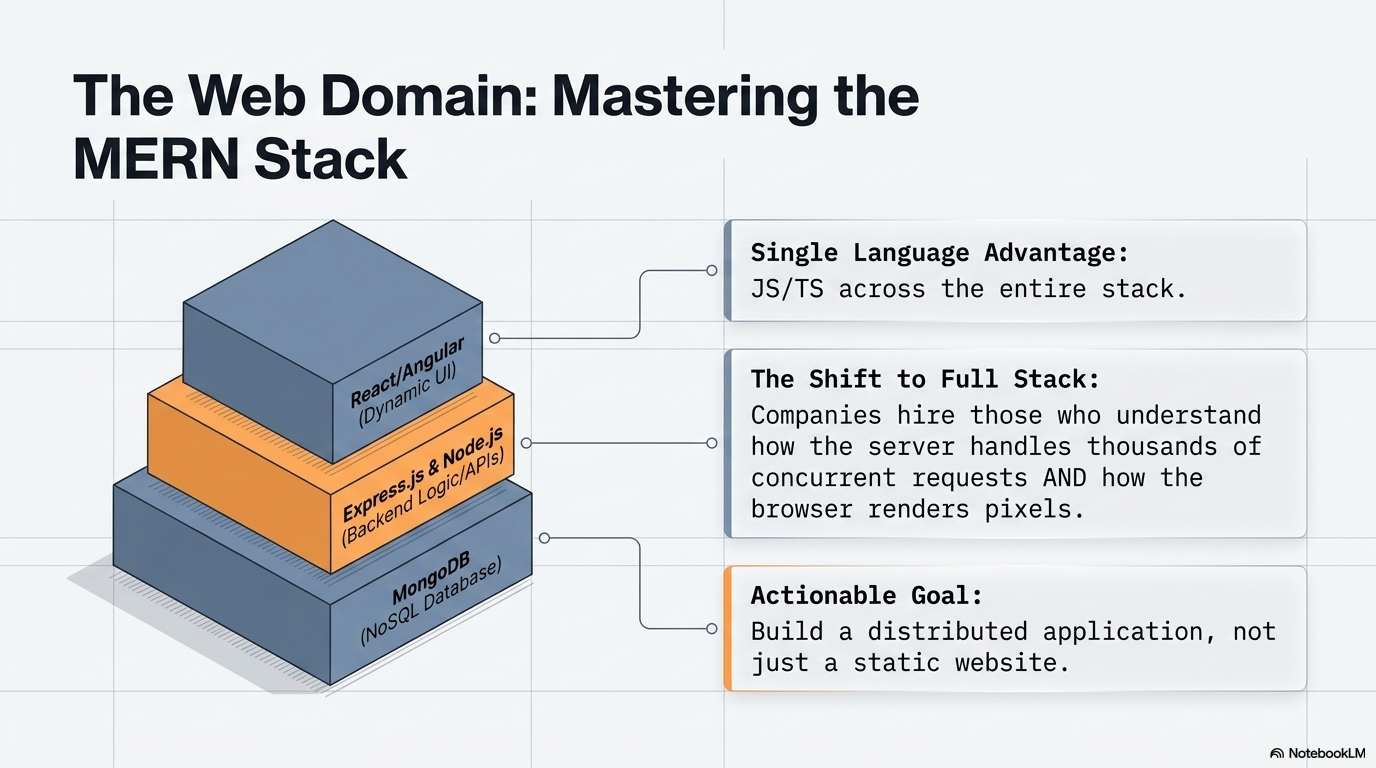 The Web Domain: Mastering the
MERN Stack
React/Angular
(Dynamic UI)
Express.js & Node.js
(Backend Logic/APIs)
MongoDB
(NoSQL Database)
Single Language Advantage:
JS/TS across the entire stack.
The Shift to Full Stack:
Companies hire those who understand
how the server handles thousands of
concurrent requests AND how the
browser renders pixels.
Actionable Goal:
Build a distributed application, not
just a static website.
NotebookLM